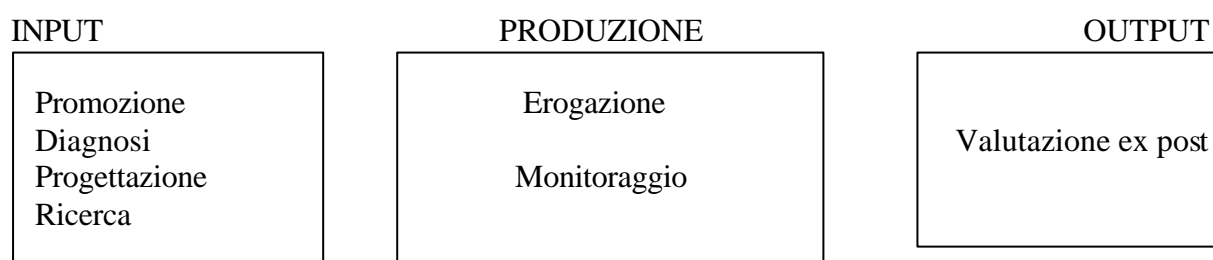 INPUT
PRODUZIONE
OUTPUT
Promozione
Diagnosi
Progettazione
Ricerca
Erogazione
Monitoraggio
Valutazione ex post